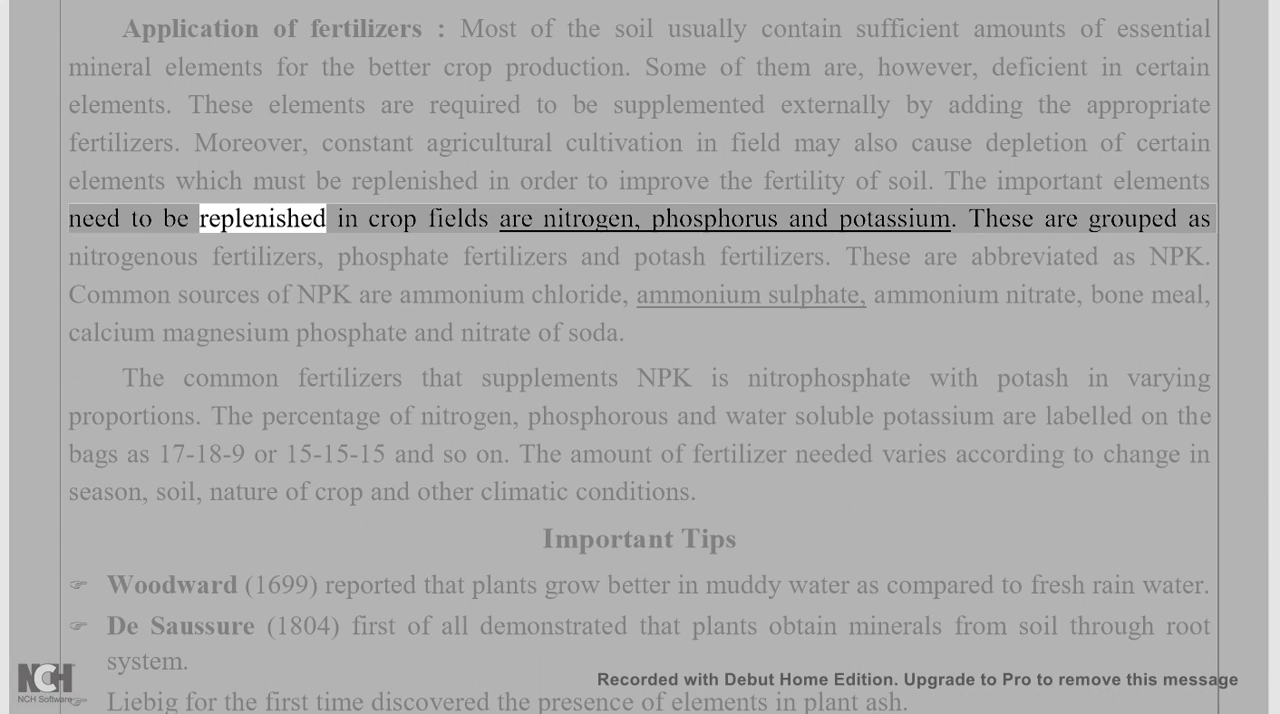 Application of fertilizers : Most of the soil usually contain sufficient amounts of essential
mineral elements for the better crop production. Some of them are, however, deficient in certain
elements. These elements are required to be supplemented externally by adding the appropriate
fertilizers. Moreover, constant agricultural cultivation in field may also cause depletion of certain
elements which must be replenished in order to improve the fertility of soil. The important elements
need to be replenished in crop fields are nitrogen, phosphorus and potassium. These are grouped as
nitrogenous fertilizers, phosphate fertilizers and potash fertilizers. These are abbreviated as NPK.
Common sources of NPK are ammonium chloride, ammonium sulphate, ammonium nitrate, bone meal,
calcium magnesium phosphate and nitrate of soda.
The common fertilizers that supplements NPK is nitrophosphate with potash in varying
proportions. The percentage of nitrogen, phosphorous and water soluble potassium are labelled on the
bags as 17-18-9 or 15-15-15 and so on. The amount of fertilizer needed varies according to change in
season, soil, nature of crop and other climatic conditions.
Important Tips
☞ Woodward (1699) reported that plants grow better in muddy water as compared to fresh rain water.
☞ De Saussure (1804) first of all demonstrated that plants obtain minerals from soil through root
system.
☞ Liebig for the first time discovered the presence of elements in plant ash.
NCH
NCH Software
Recorded with Debut Home Edition. Upgrade to Pro to remove this message